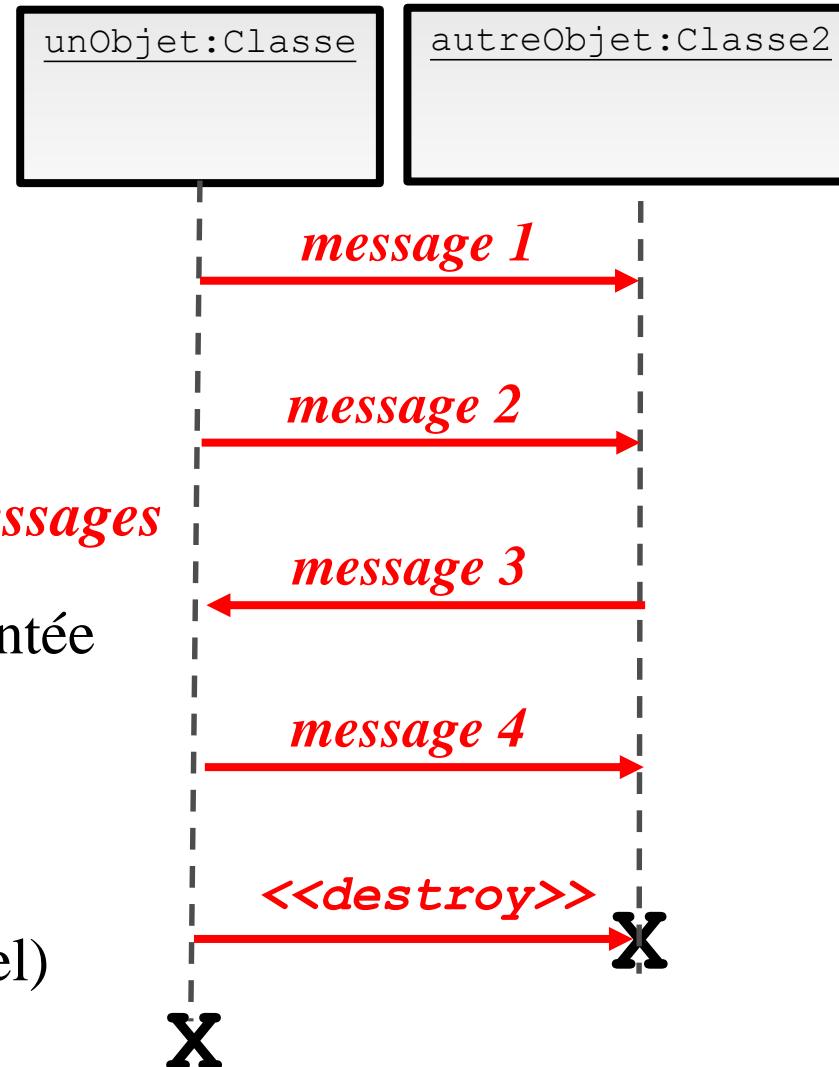 unObjet:Classe
autreObjet:Classe2
message 1
message 2
ssages
message 3
ntée
message 4
<<destroy>>
X
el)
X